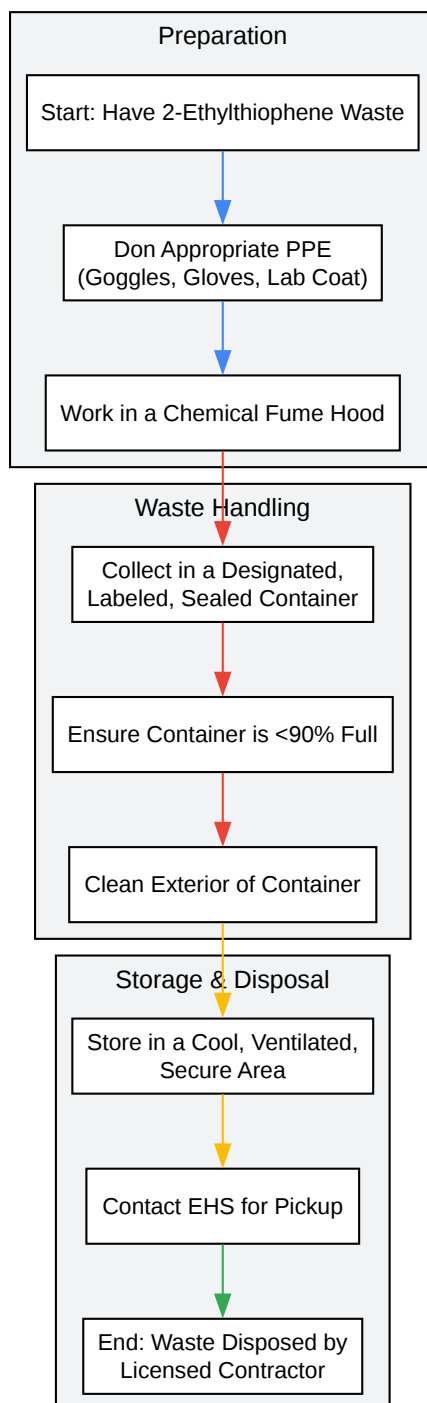 Preparation
Start: Have 2-Ethylthiophene Waste
Don Appropriate PPE
(Goggles, Gloves, Lab Coat)
Work in a Chemical Fume Hood
Waste Handling
Collect in a Designated,
Labeled, Sealed Container
Ensure Container is <90% Full
Clean Exterior of Container
Storage & Disposal
Store in a Cool, Ventilated,
Secure Area
Contact EHS for Pickup
End: Waste Disposed by
Licensed Contractor